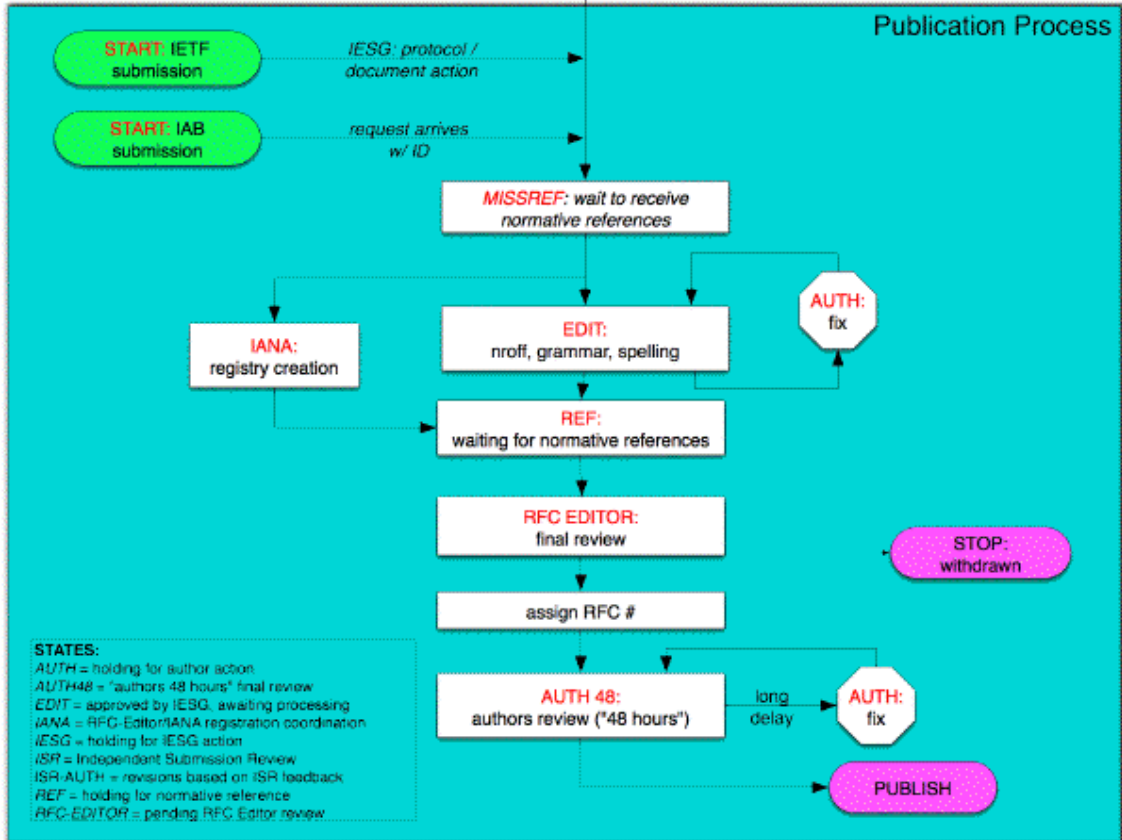 Publication Process
START: IETF
submission
IESG: protocol /
document action
START: IAB
submission
request arrives
w/ ID
MISSREF: wait to receive
normative references
AUTH:
fix
IANA:
registry creation
EDIT:
nroff, grammar, spelling
REF:
waiting for normative references
RFC EDITOR:
final review
STOP:
withdrawn
assign RFC #
AUTH 48:
authors review ("48 hours")
long
delay
AUTH:
fix
PUBLISH
STATES:
AUTH = holding for author action
AUTH48 = "authors 48 hours" final review
EDIT = approved by IESG, awaiting processing
IANA = RFC-Editor/IANA registration coordination
IESG = holding for IESG action
ISR = Independent Submission Review
ISR-AUTH = revisions based on ISR feedback
REF = holding for normative reference
RFC-EDITOR = pending RFC Editor review